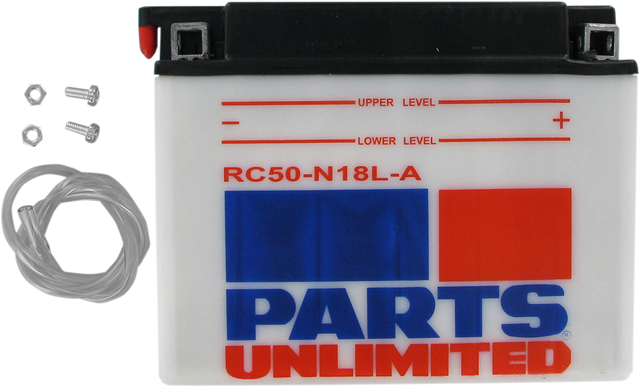 UPPER LEVEL
- +
LOWER LEVEL
RC50-N18L-A
PARTS
UNLIMITED®